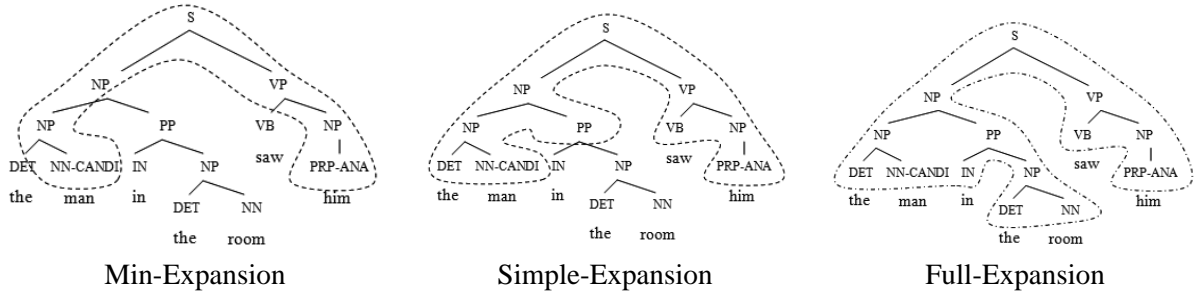 S
NP VP
NP PP VB NP
DET NN-CANDI IN NP saw PRP-ANA
the man in DET NN him
the room
Min-Expansion
S
NP VP
NP PP VB NP
DET NN-CANDI IN NP saw PRP-ANA
the man in DET NN him
the room
Simple-Expansion
S
NP VP
NP PP VB NP
DET NN-CANDI IN NP saw PRP-ANA
the man in DET NN him
the room
Full-Expansion